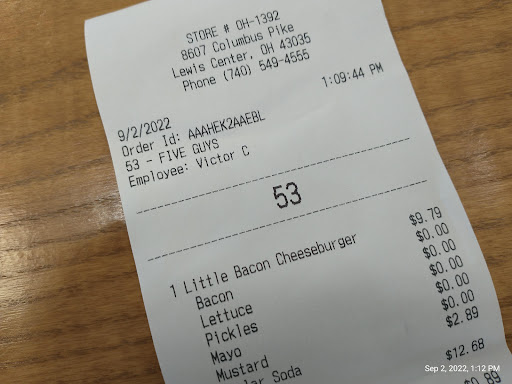 STORE # OH-1392
8607 Columbus Pike
Lewis Center, OH 43035
Phone (740) 549-4555
9/2/2022 1:09:44 PM
Order Id: AAAHEK2AAEBL
53 - FIVE GUYS
Employee: Victor C
53
1 Little Bacon Cheeseburger $9.79
Bacon $0.00
Lettuce $0.00
Pickles $0.00
Mayo $0.00
Mustard $0.00
Soda $2.89
$12.68
Sep 2, 2022, 1:12 PM